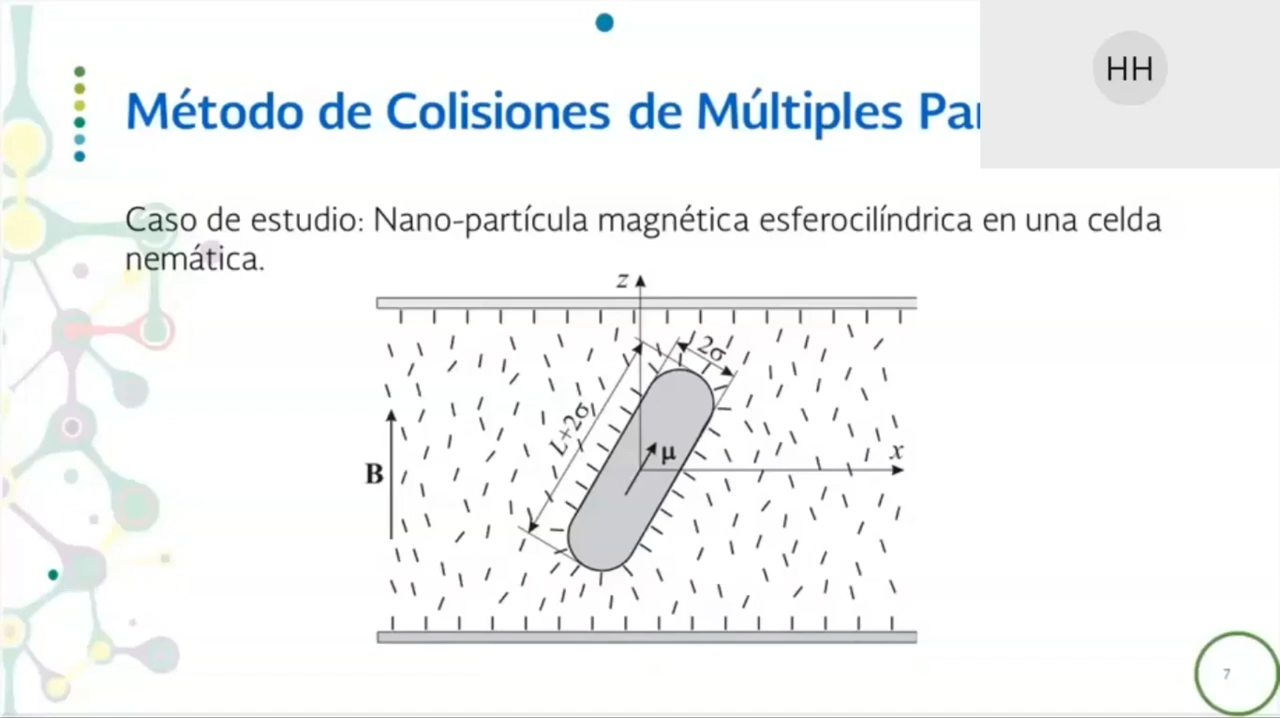 HH
Método de Colisiones de Múltiples
Caso de estudio: Nano-partícula magnética esferocilíndrica en una celda
nemática.
z
2σ
L+2σ
μ
x
B
7